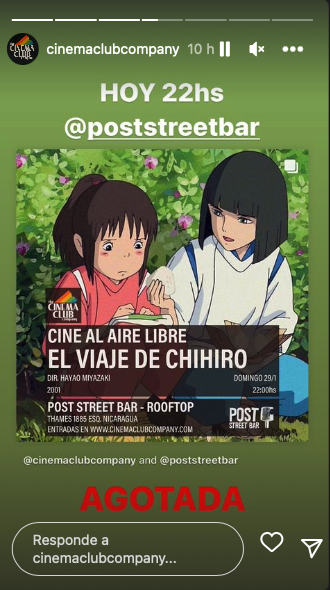 cinemaclubcompany 10 h
HOY 22hs
@poststreetbar
CINEMA
CLUB
CINE AL AIRE LIBRE
EL VIAJE DE CHIHIRO
DIR. HAYAO MIYAZAKI
2001
DOMINGO 29/1
22:00hs
POST STREET BAR - ROOFTOP
THAMES 1885 ESQ. NICARAGUA
ENTRADAS EN WWW.CINEMACLUBCOMPANY.COM
POST
STREET BAR
@cinemaclubcompany and @poststreetbar
AGOTADA
Responde a
cinemaclubcompany...